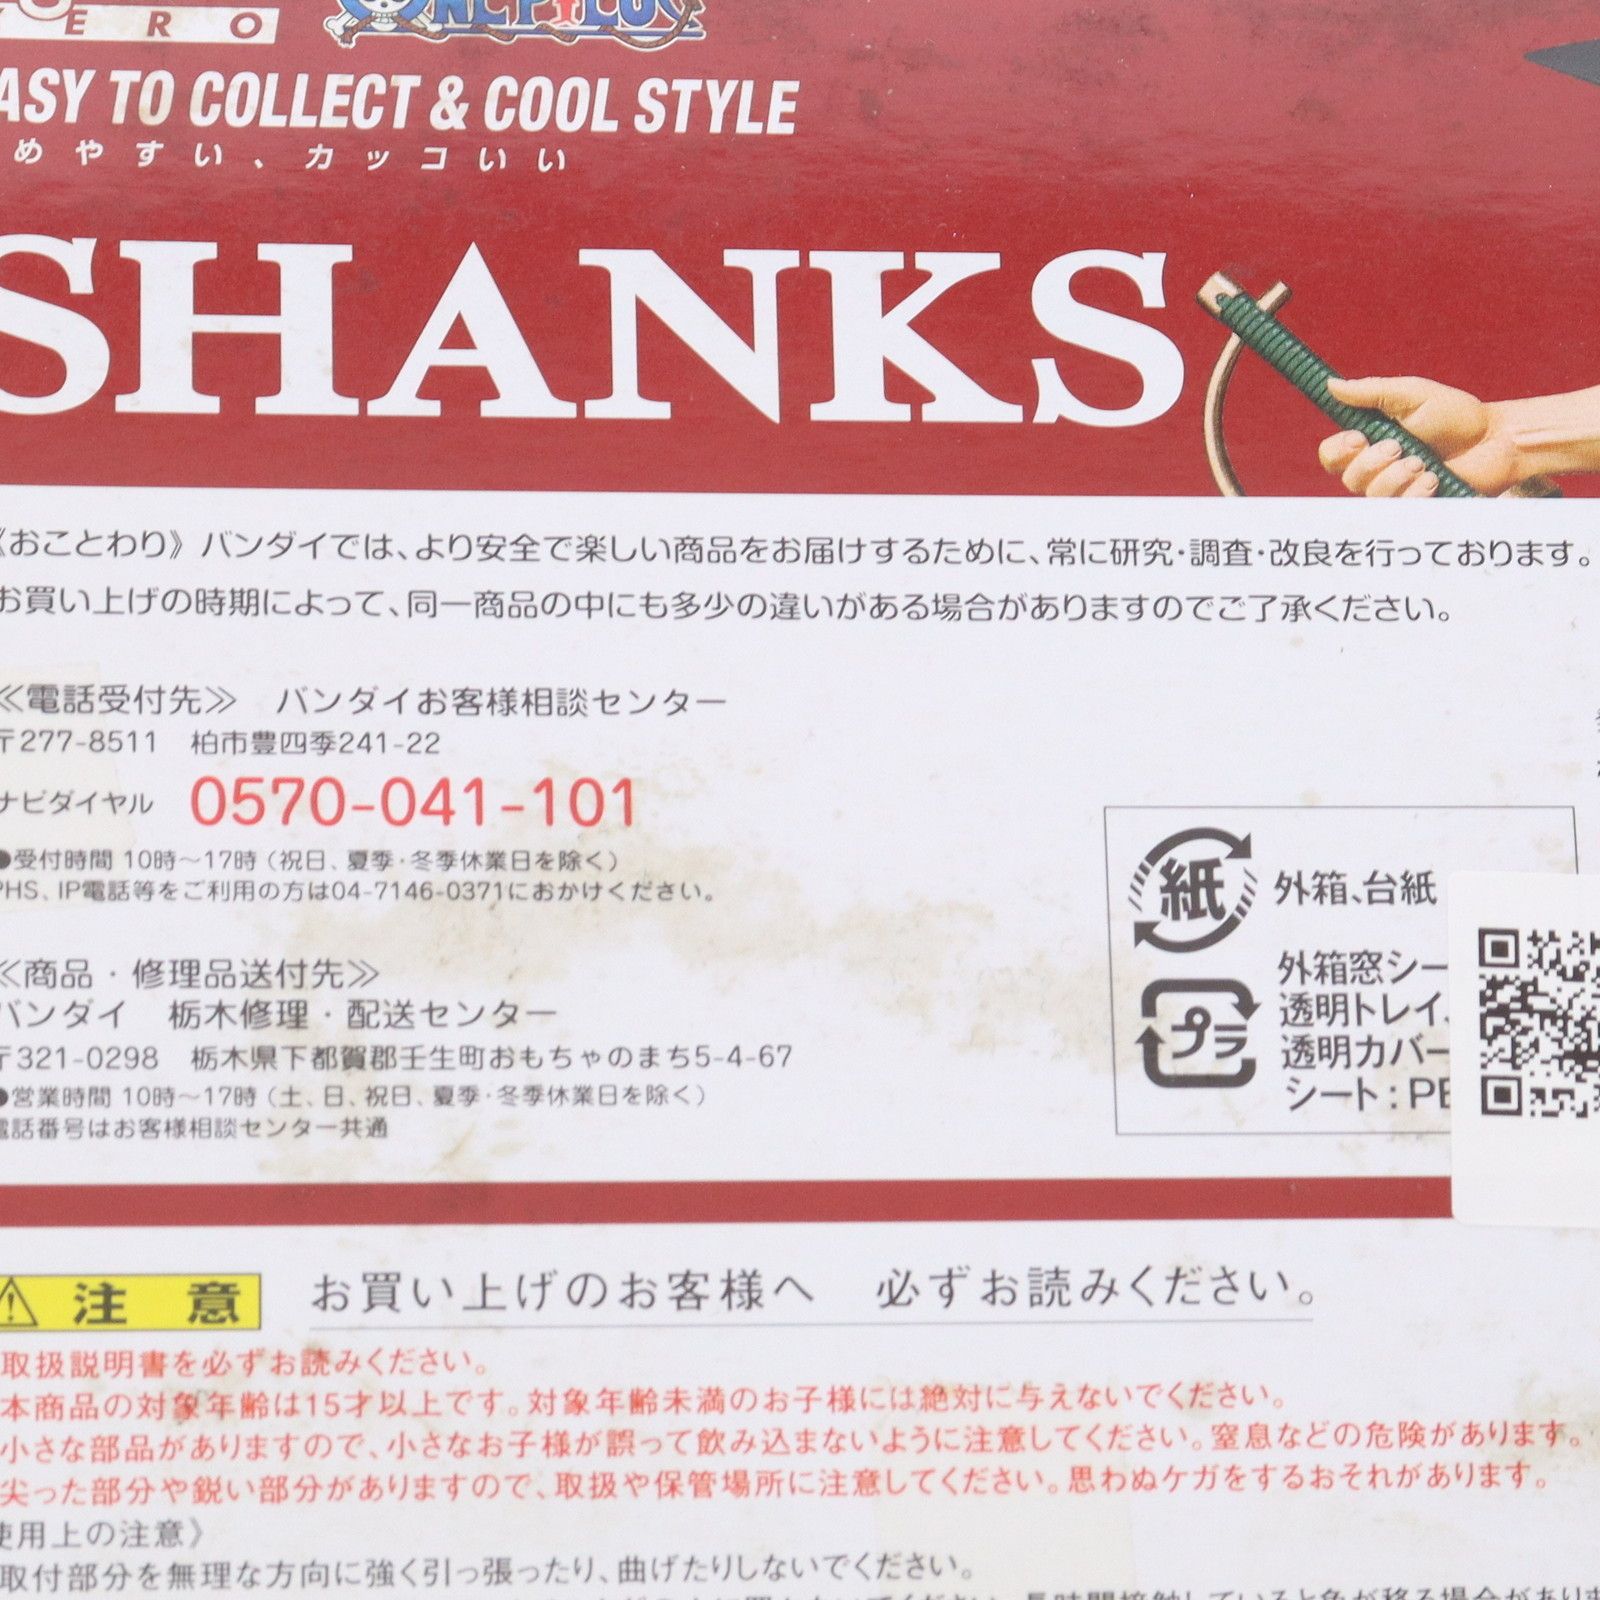 ZERO ONE PIECE
EASY TO COLLECT & COOL STYLE
めやすい、カッコいい
SHANKS
《おことわり》バンダイでは、より安全で楽しい商品をお届けするために、常に研究・調査・改良を行っております。
お買い上げの時期によって、同一商品の中にも多少の違いがある場合がありますのでご了承ください。
≪電話受付先≫ バンダイお客様相談センター
〒277-8511 柏市豊四季241-22
ナビダイヤル 0570-041-101
●受付時間 10時～17時（祝日、夏季・冬季休業日を除く）
PHS、IP電話等をご利用の方は04-7146-0371におかけください。
≪商品・修理品送付先≫
バンダイ 栃木修理・配送センター
〒321-0298 栃木県下都賀郡壬生町おもちゃのまち5-4-67
●営業時間 10時～17時（土、日、祝日、夏季・冬季休業日を除く）
電話番号はお客様相談センター共通
紙 外箱、台紙
プラ 外箱窓シー
透明トレイ、
透明カバー
シート：PE
⚠注意 お買い上げのお客様へ 必ずお読みください。
取扱説明書を必ずお読みください。
本商品の対象年齢は15才以上です。対象年齢未満のお子様には絶対に与えないでください。
小さな部品がありますので、小さなお子様が誤って飲み込まないように注意してください。窒息などの危険があります。
尖った部分や鋭い部分がありますので、取扱や保管場所に注意してください。思わぬケガをするおそれがあります。
使用上の注意》
取付部分を無理な方向に強く引っ張ったり、曲げたりしないでください。